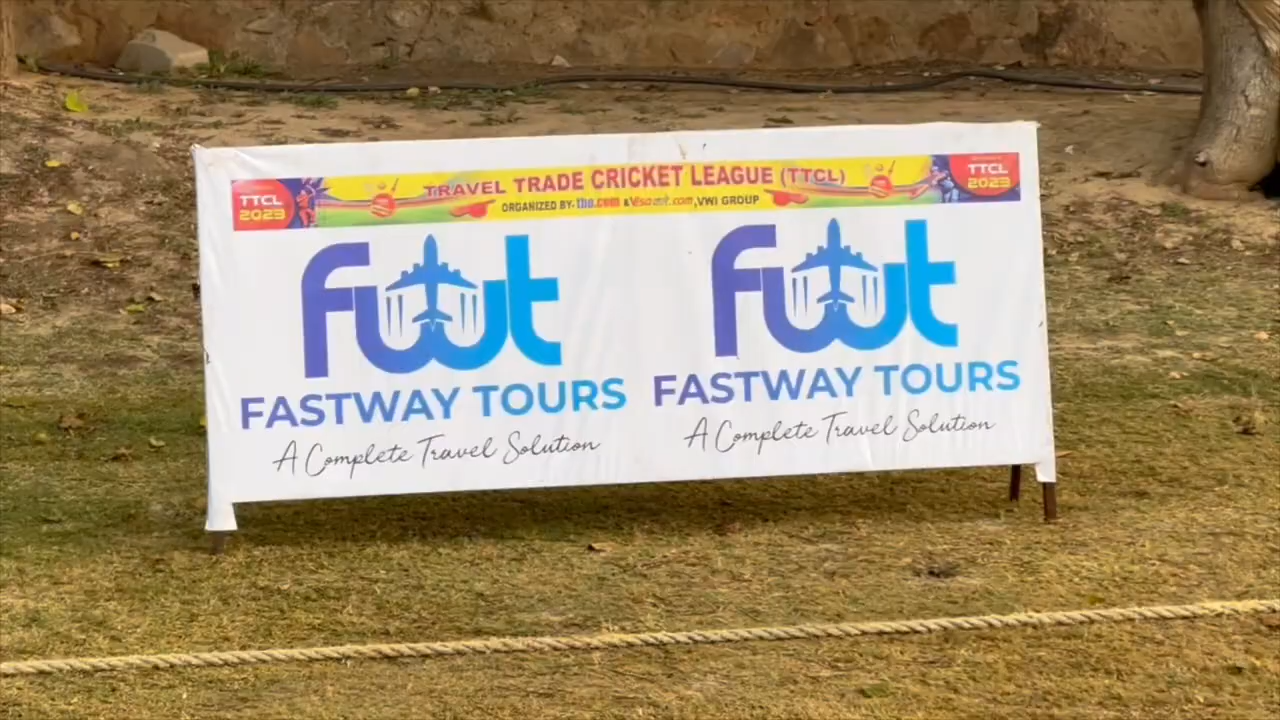 TRAVEL TRADE CRICKET LEAGUE (TTCL)
TTCL
2023
ORGANIZED BY- tbo.com & VWI GROUP
TTCL
2023
fwt
FASTWAY TOURS
A Complete Travel Solution
fwt
FASTWAY TOURS
A Complete Travel Solution